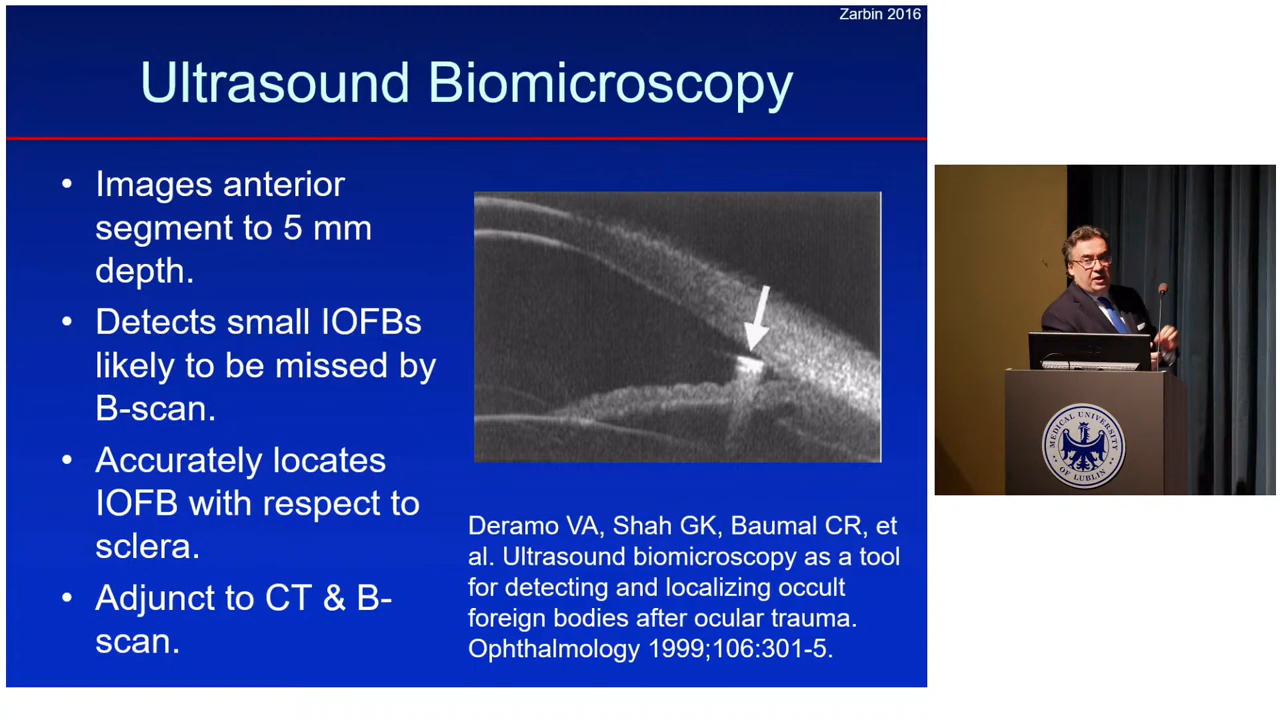 Zarbin 2016
Ultrasound Biomicroscopy
• Images anterior
segment to 5 mm
depth.
• Detects small IOFBs
likely to be missed by
B-scan.
• Accurately locates
IOFB with respect to
sclera.
• Adjunct to CT & B-
scan.
Deramo VA, Shah GK, Baumal CR, et
al. Ultrasound biomicroscopy as a tool
for detecting and localizing occult
foreign bodies after ocular trauma.
Ophthalmology 1999;106:301-5.
MEDICAL UNIVERSITY
OF LUBLIN